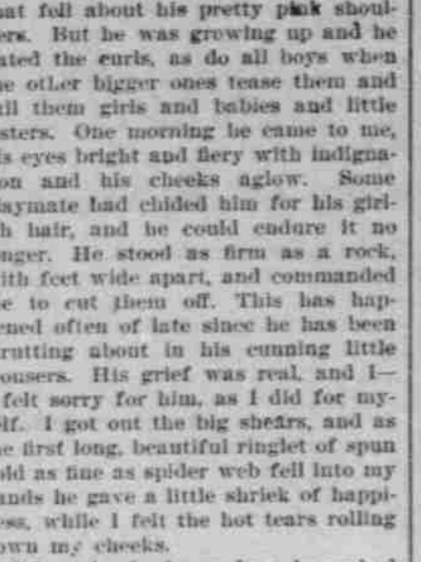 at fell about his pretty pink shoul-
ers. But he was growing up and he
ated the curls, as do all boys when
e other bigger ones tease them and
ll them girls and babies and little
sters. One morning he came to me,
is eyes bright and fiery with indigna-
on and his cheeks aglow. Some
laymate had chided him for his girl-
h hair, and he could endure it no
nger. He stood as firm as a rock,
ith feet wide apart, and commanded
e to cut them off. This has hap-
ened often of late since he has been
rutting about in his cunning little
ousers. His grief was real, and I—
felt sorry for him, as I did for my-
elf. I got out the big shears, and as
e first long, beautiful ringlet of spun
old as fine as spider web fell into my
ands he gave a little shriek of happi-
ess, while I felt the hot tears rolling
own my cheeks.